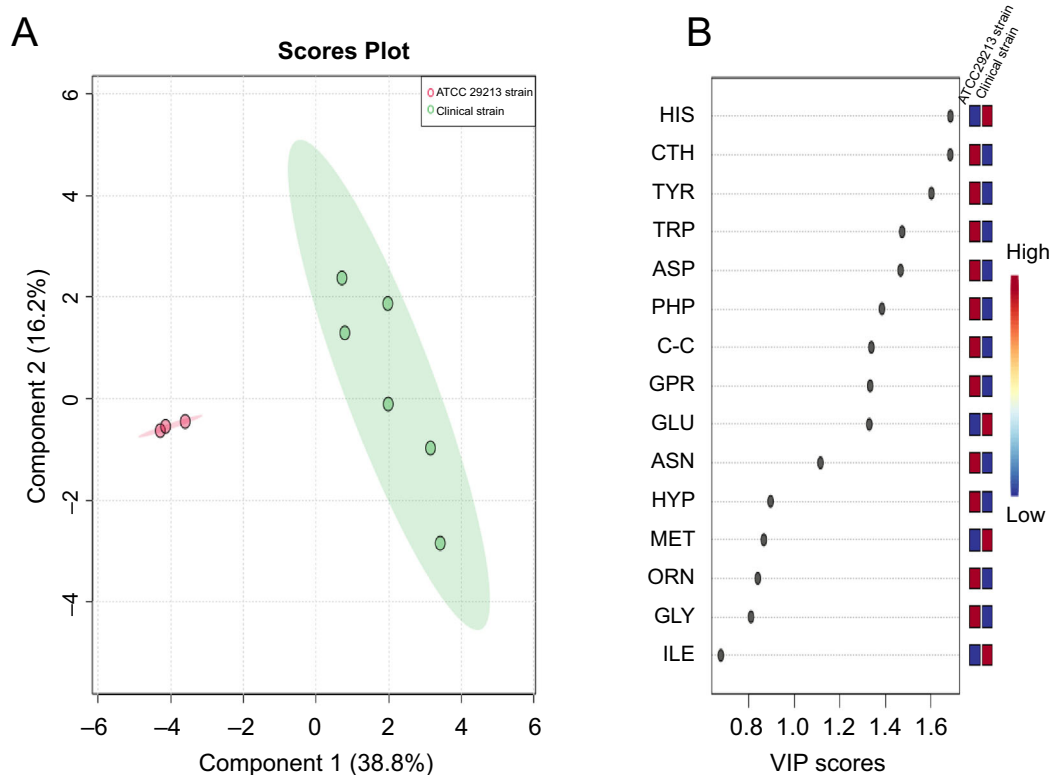 A
Scores Plot
ATCC 29213 strain
Clinical strain
6
4
2
0
–2
–4
Component 2 (16.2%)
–6
–4
–2
0
2
4
6
Component 1 (38.8%)
B
ATCC29213 strain
Clinical strain
HIS
CTH
TYR
TRP
ASP
PHP
C-C
GPR
GLU
ASN
HYP
MET
ORN
GLY
ILE
0.8
1.0
1.2
1.4
1.6
VIP scores
High
Low